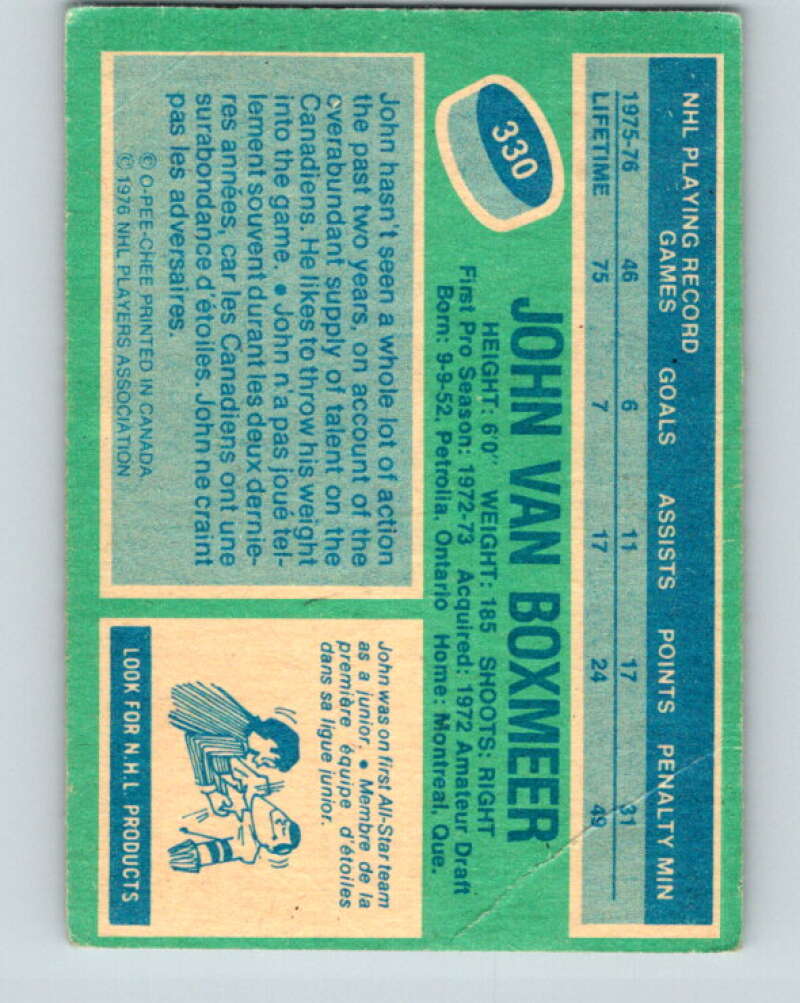 NHL PLAYING RECORD
GAMES GOALS ASSISTS POINTS PENALTY MIN
1975-76 46 6 11 17 31
LIFETIME 75 7 17 24 49
330
JOHN VAN BOXMEER
HEIGHT: 6'0" WEIGHT: 185 SHOOTS: RIGHT
First Pro Season: 1972-73 Acquired: 1972 Amateur Draft
Born: 9-9-52, Petrolia, Ontario Home: Montreal, Que.
John hasn't seen a whole lot of action
the past two years, on account of the
overabundant supply of talent on the
Canadiens. He likes to throw his weight
into the game. • John n'a pas joué tel-
lement souvent durant les deux derniè-
res années, car les Canadiens ont une
surabondance d'étoiles. John ne craint
pas les adversaires.
© O-PEE-CHEE PRINTED IN CANADA
© 1976 NHL PLAYERS ASSOCIATION
John was on first All-Star team
as a junior. • Membre de la
première équipe d'étoiles
dans sa ligue junior.
LOOK FOR N.H.L PRODUCTS